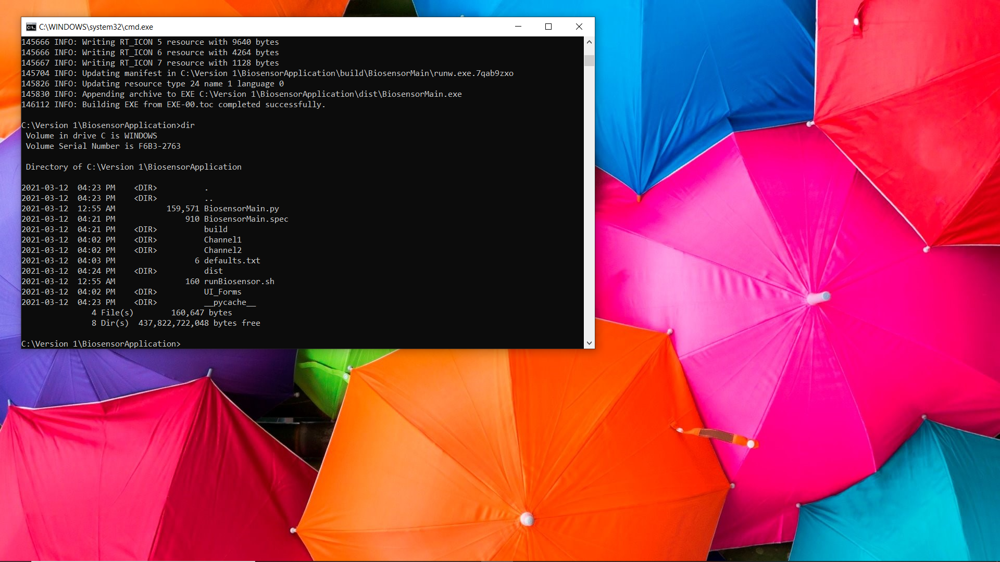 C:\WINDOWS\system32\cmd.exe
145666 INFO: Writing RT_ICON 5 resource with 9640 bytes
145666 INFO: Writing RT_ICON 6 resource with 4264 bytes
145667 INFO: Writing RT_ICON 7 resource with 1128 bytes
145704 INFO: Updating manifest in C:\Version 1\BiosensorApplication\build\BiosensorMain\runw.exe.7qab9zxo
145826 INFO: Updating resource type 24 name 1 language 0
145830 INFO: Appending archive to EXE C:\Version 1\BiosensorApplication\dist\BiosensorMain.exe
146112 INFO: Building EXE from EXE-00.toc completed successfully.
C:\Version 1\BiosensorApplication>dir
Volume in drive C is WINDOWS
Volume Serial Number is F6B3-2763
Directory of C:\Version 1\BiosensorApplication
2021-03-12  04:23 PM    <DIR>          .
2021-03-12  04:23 PM    <DIR>          ..
2021-03-12  12:55 AM           159,571 BiosensorMain.py
2021-03-12  04:21 PM               910 BiosensorMain.spec
2021-03-12  04:21 PM    <DIR>          build
2021-03-12  04:02 PM    <DIR>          Channel1
2021-03-12  04:02 PM    <DIR>          Channel2
2021-03-12  04:03 PM                 6 defaults.txt
2021-03-12  04:24 PM    <DIR>          dist
2021-03-12  12:55 AM               160 runBiosensor.sh
2021-03-12  04:02 PM    <DIR>          UI_Forms
2021-03-12  04:23 PM    <DIR>          __pycache__
4 File(s)        160,647 bytes
8 Dir(s)  437,822,722,048 bytes free
C:\Version 1\BiosensorApplication>